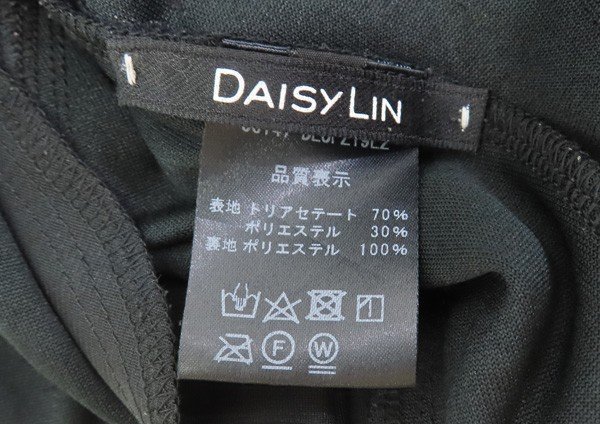 DAISY LIN
品質表示
表地 トリアセテート 70%
ポリエステル 30%
裏地 ポリエステル 100%
F W